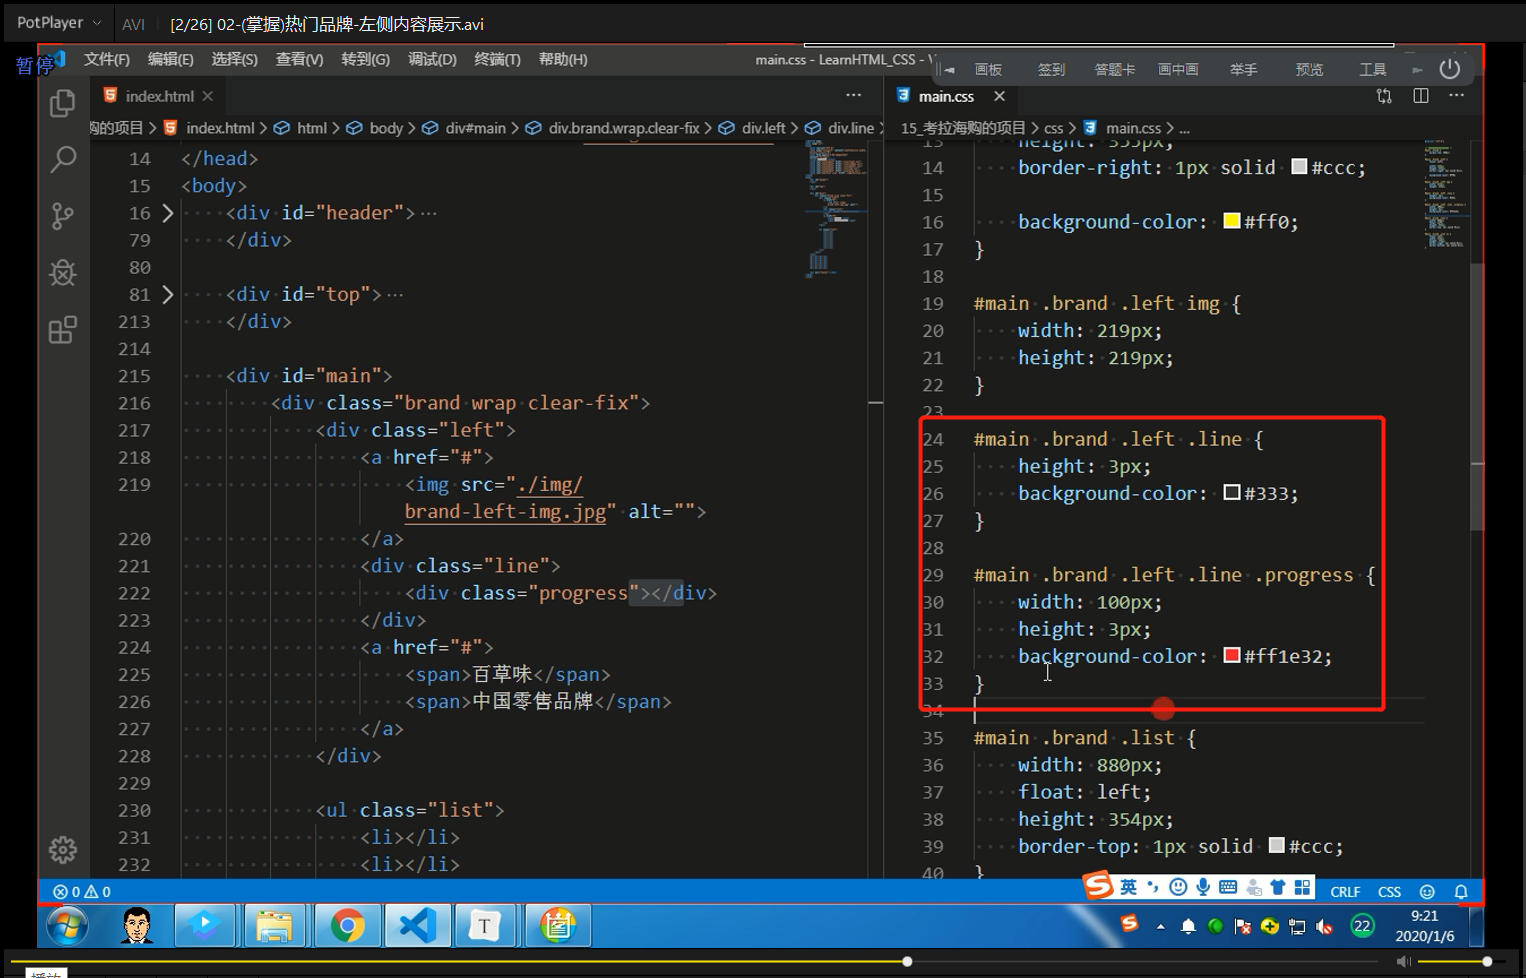 PotPlayer AVI [2/26] 02-(掌握)热门品牌-左侧内容展示.avi
暂停
文件(F) 编辑(E) 选择(S) 查看(V) 转到(G) 调试(D) 终端(T) 帮助(H) main.css - LearnHTML_CSS - V
画板 签到 答题卡 画中画 举手 预览 工具
index.html
main.css
购的项目 > index.html > html > body > div#main > div.brand.wrap.clear-fix > div.left > div.line
15_考拉海购的项目 > css > main.css > ...
14 </head>
15 <body>
16 <div id="header">…
79 </div>
80
81 <div id="top">…
213 </div>
214
215 <div id="main">
216 <div class="brand wrap clear-fix">
217 <div class="left">
218 <a href="#">
219 <img src="./img/
brand-left-img.jpg" alt="">
220 </a>
221 <div class="line">
222 <div class="progress"></div>
223 </div>
224 <a href="#">
225 <span>百草味</span>
226 <span>中国零售品牌</span>
227 </a>
228 </div>
229
230 <ul class="list">
231 <li></li>
232 <li></li>
13 height: 355px;
14 border-right: 1px solid #ccc;
15
16 background-color: #ff0;
17 }
18
19 #main .brand .left img {
20 width: 219px;
21 height: 219px;
22 }
23
24 #main .brand .left .line {
25 height: 3px;
26 background-color: #333;
27 }
28
29 #main .brand .left .line .progress {
30 width: 100px;
31 height: 3px;
32 background-color: #ff1e32;
33 }
34
35 #main .brand .list {
36 width: 880px;
37 float: left;
38 height: 354px;
39 border-top: 1px solid #ccc;
40 }
0 0
英
CRLF CSS
T
22
9:21
2020/1/6
播放